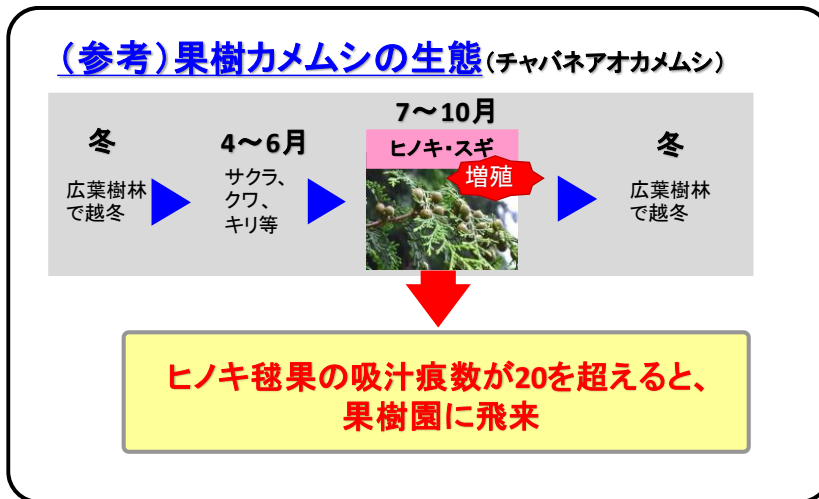 （参考）果樹カメムシの生態（チャバネアオカメムシ）
冬
広葉樹林
で越冬
4～6月
サクラ、
クワ、
キリ等
7～10月
ヒノキ・スギ
増殖
冬
広葉樹林
で越冬
ヒノキ毬果の吸汁痕数が20を超えると、
果樹園に飛来